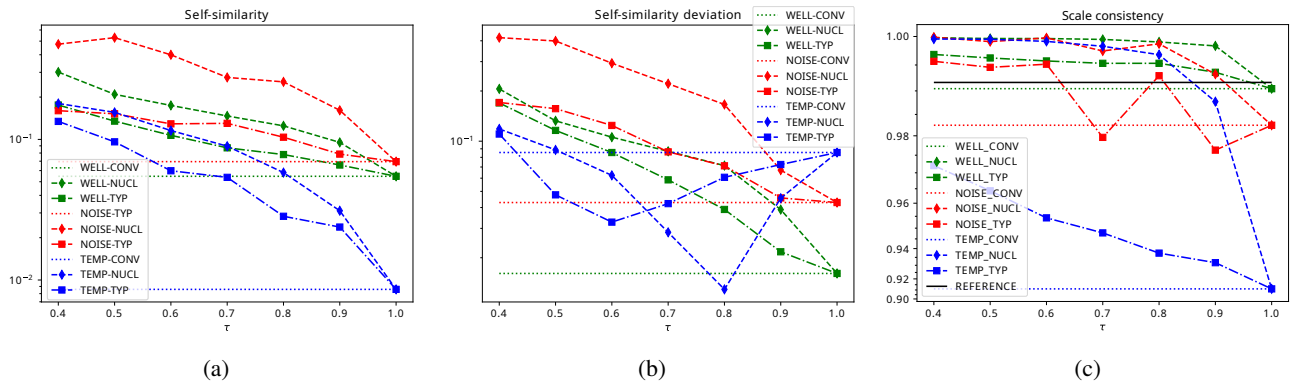 Self-similarity
10⁻¹
10⁻²
WELL-CONV
WELL-NUCL
WELL-TYP
NOISE-TYP
NOISE-NUCL
NOISE-TYP
TEMP-CONV
TEMP-NUCL
TEMP-TYP
0.4 0.5 0.6 0.7 0.8 0.9 1.0
τ
(a)
Self-similarity deviation
10⁻¹
WELL-CONV
WELL-NUCL
WELL-TYP
NOISE-CONV
NOISE-NUCL
NOISE-TYP
TEMP-CONV
TEMP-NUCL
TEMP-TYP
0.4 0.5 0.6 0.7 0.8 0.9 1.0
τ
(b)
Scale consistency
1.00
0.98
0.96
0.94
0.92
0.90
WELL_CONV
WELL_NUCL
WELL_TYP
NOISE_CONV
NOISE_NUCL
NOISE_TYP
TEMP_CONV
TEMP_NUCL
TEMP_TYP
REFERENCE
0.4 0.5 0.6 0.7 0.8 0.9 1.0
τ
(c)